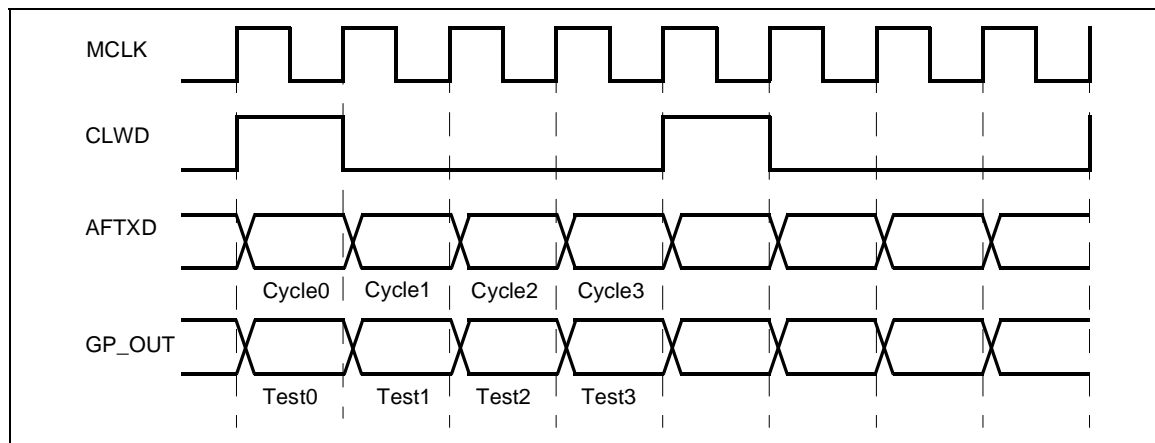 MCLK
CLWD
AFTXD
Cycle0 Cycle1 Cycle2 Cycle3
GP_OUT
Test0 Test1 Test2 Test3